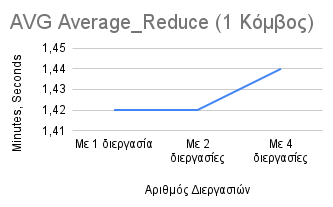 AVG Average_Reduce (1 Κόμβος)
Minutes, Seconds
1,45
1,44
1,43
1,42
1,41
Με 1 διεργασία
Με 2
διεργασίες
Με 4
διεργασίες
Αριθμός Διεργασιών